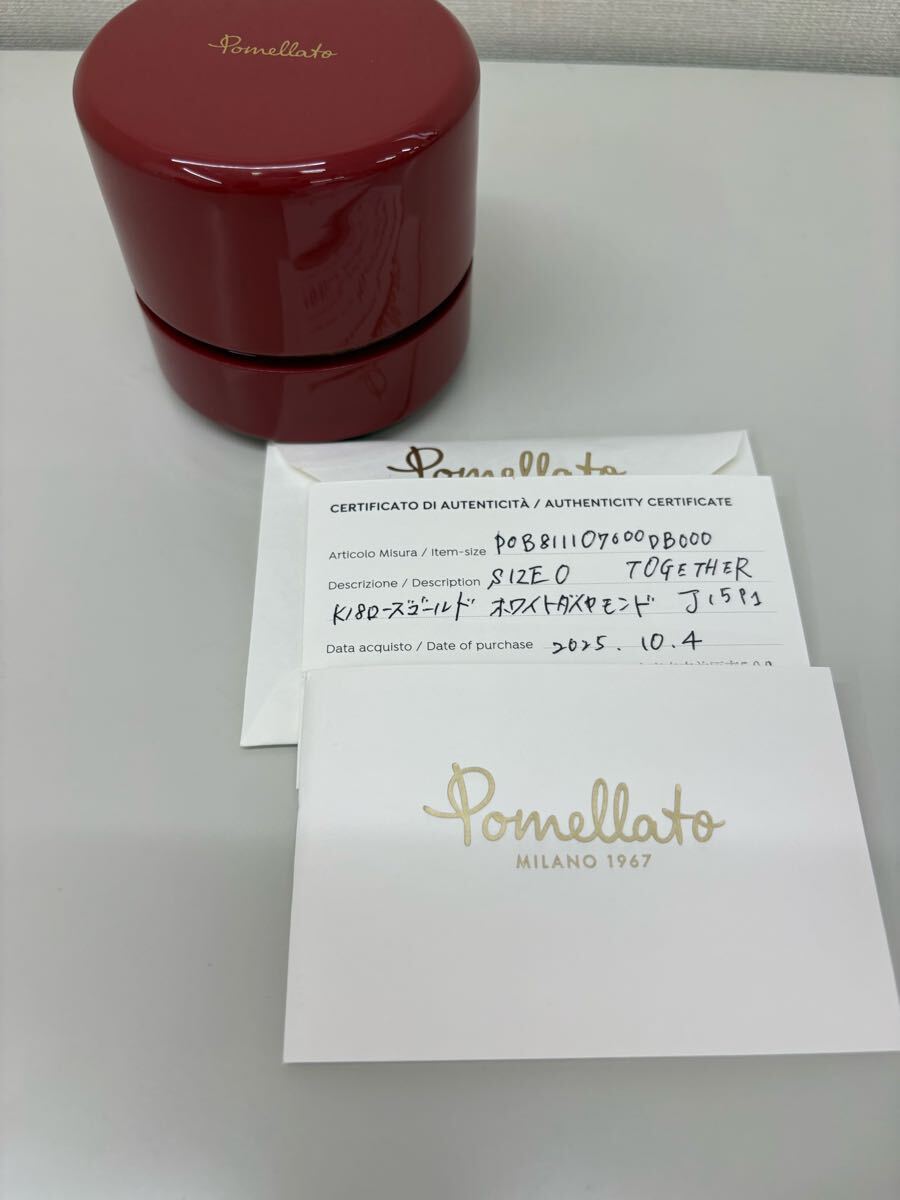 Pomellato
Pomellato
CERTIFICATO DI AUTENTICITÀ / AUTHENTICITY CERTIFICATE
Articolo Misura / Item-size POB811107000DB000
Descrizione / Description SIZE 0 TOGETHER
K18ローズゴールド ホワイトダイヤモンド J15P1
Data acquisto / Date of purchase 2025. 10.4
Pomellato
MILANO 1967